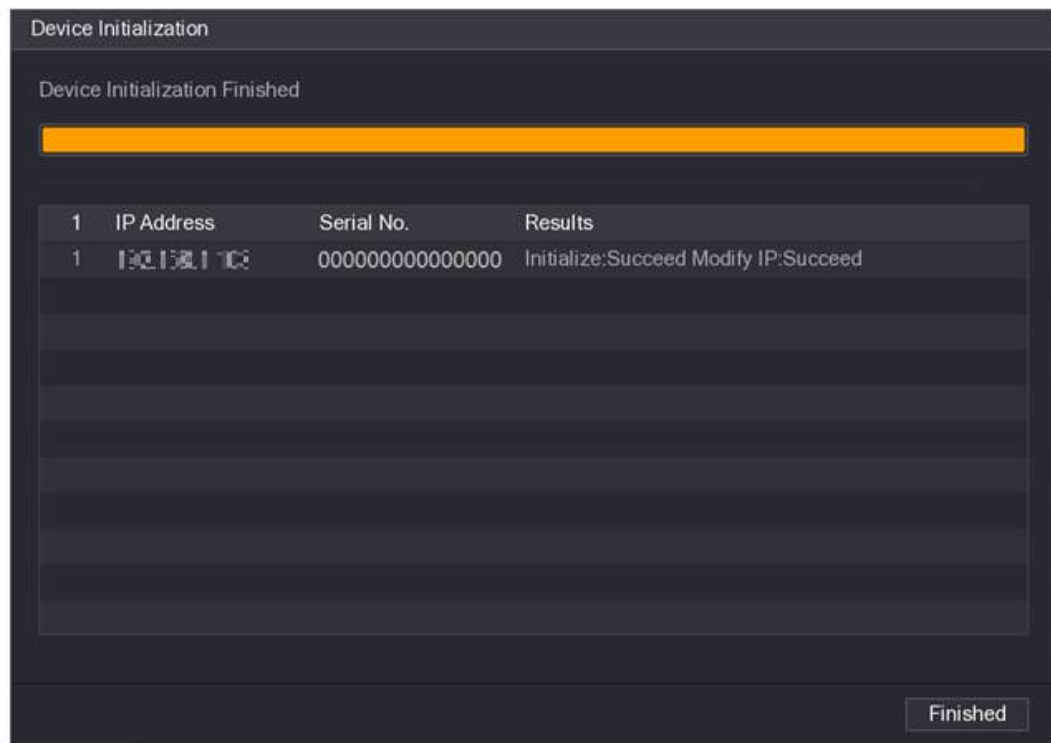 Device Initialization
Device Initialization Finished
1 IP Address Serial No. Results
1 000000000000000 Initialize:Succeed Modify IP:Succeed
Finished